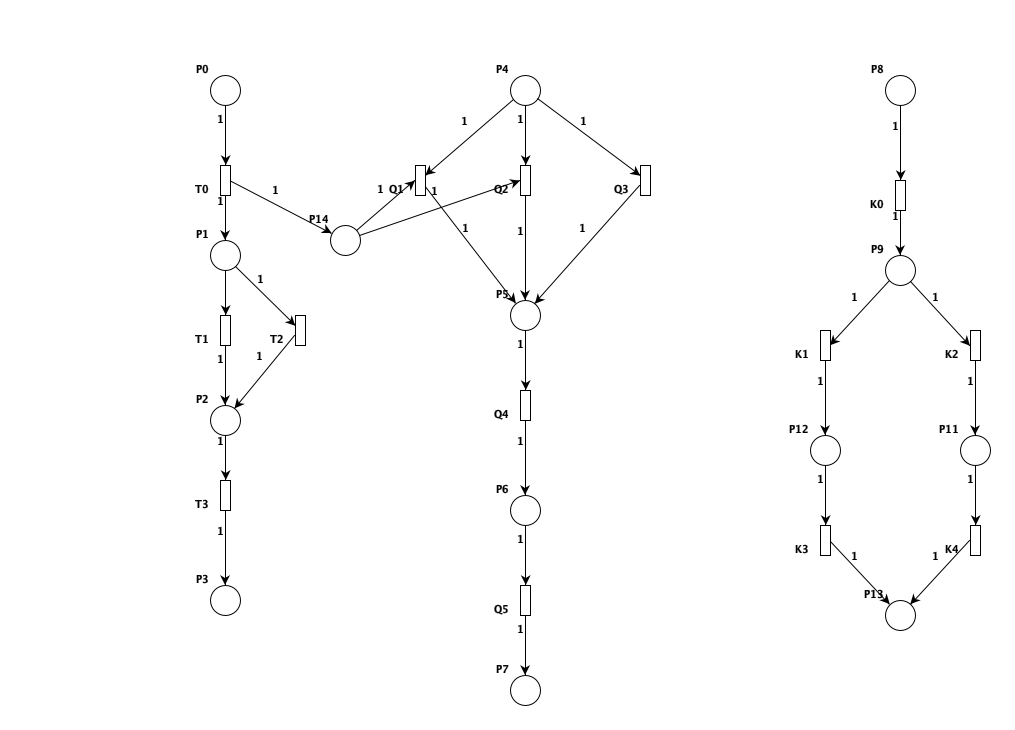 P0 P4 P8
1 1 1 1 1
T0 1 1 Q1 1 Q2 Q3 K0
1 P14 1
P1 1 1 1 P9
1 P5 1 1
T1 T2 1 K1 K2
1 1 1 1
P2 Q4 P12 P11
1 1 1 1
T3 P6 K3 K4
1 1 1 1
P3 Q5 P13
1
P7